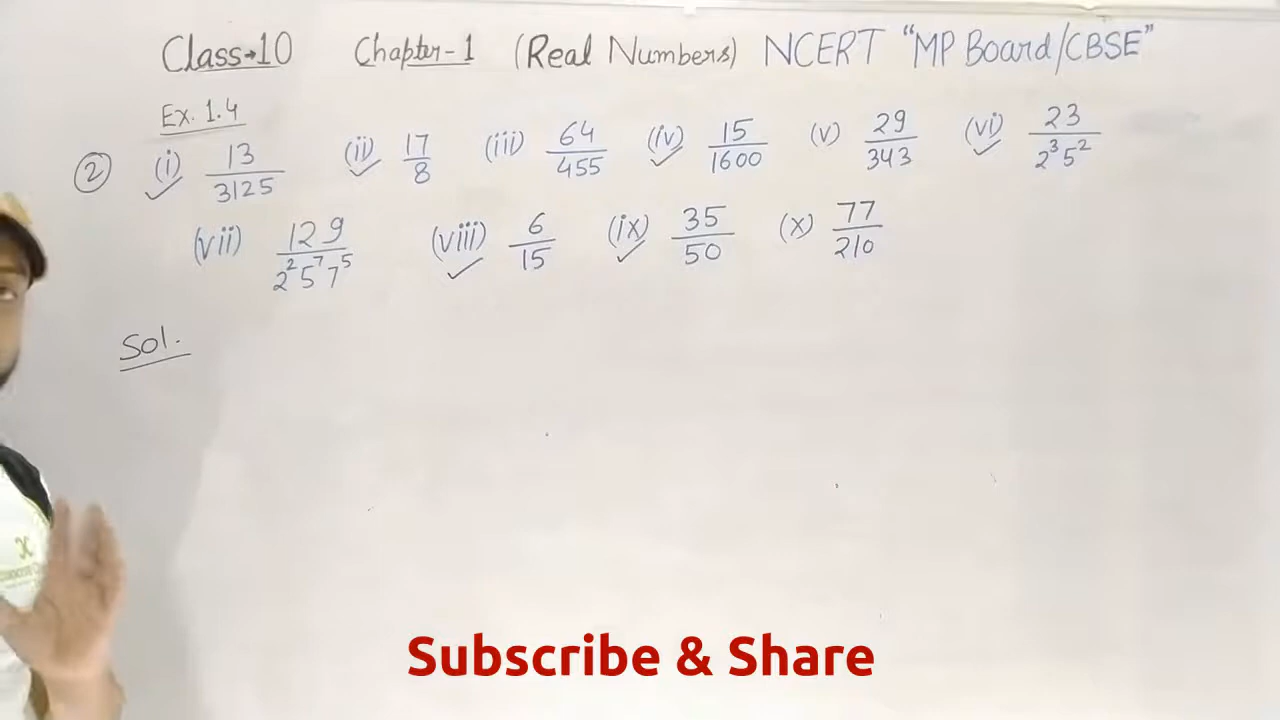 Class→10 Chapter-1 (Real Numbers) NCERT "MP Board/CBSE"
Ex. 1.4
② (i) 13/3125 (ii) 17/8 (iii) 64/455 (iv) 15/1600 (v) 29/343 (vi) 23/2³5²
(vii) 129/2²5⁷7⁵ (viii) 6/15 (ix) 35/50 (x) 77/210
Sol.
X
Subscribe & Share